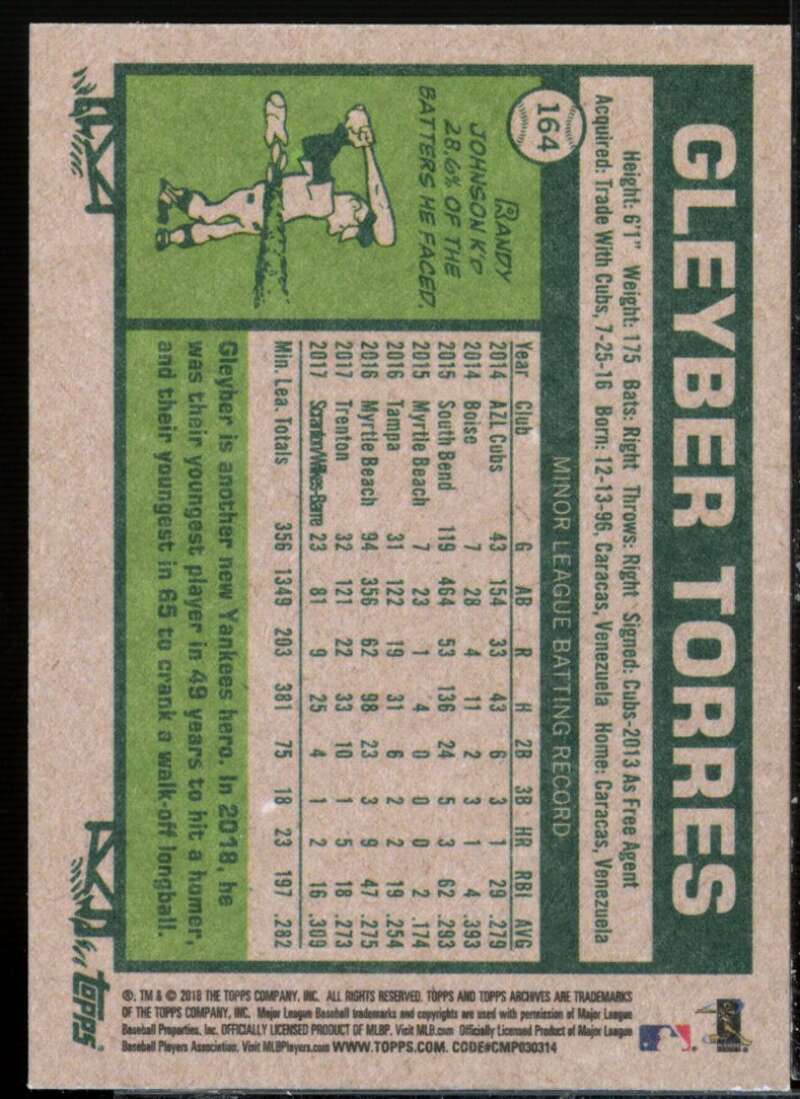 GLEYBER TORRES
Height: 6'1" Weight: 175 Bats: Right Throws: Right Signed: Cubs-2013 As Free Agent
Acquired: Trade With Cubs, 7-25-16 Born: 12-13-96, Caracas, Venezuela Home: Caracas, Venezuela
164
MINOR LEAGUE BATTING RECORD
RANDY
JOHNSON K'D
28.6% OF THE
BATTERS HE FACED.
Year Club G AB R H 2B 3B HR RBI AVG
2014 AZL Cubs 43 154 33 43 6 3 1 29 .279
2014 Boise 7 28 4 11 2 3 1 4 .393
2015 South Bend 119 464 53 136 24 5 3 62 .293
2015 Myrtle Beach 7 23 1 4 0 0 0 2 .174
2016 Tampa 31 122 19 31 6 2 2 19 .254
2016 Myrtle Beach 94 356 62 98 23 3 9 47 .275
2017 Trenton 32 121 22 33 10 1 5 18 .273
2017 Scranton/Wilkes-Barre 23 81 9 25 4 1 2 16 .309
Min. Lea. Totals 356 1349 203 381 75 18 23 197 .282
Gleyber is another new Yankees hero. In 2018, he
was their youngest player in 49 years to hit a homer,
and their youngest in 65 to crank a walk-off longball.
®, TM & © 2018 THE TOPPS COMPANY, INC. ALL RIGHTS RESERVED. TOPPS AND TOPPS ARCHIVES ARE TRADEMARKS
OF THE TOPPS COMPANY, INC. Major League Baseball trademarks and copyrights are used with permission of Major League
Baseball Properties, Inc. OFFICIALLY LICENSED PRODUCT OF MLBP. Visit MLB.com Officially Licensed Product of Major League
Baseball Players Association. Visit MLBPlayers.com WWW.TOPPS.COM. CODE#CMP030314
topps